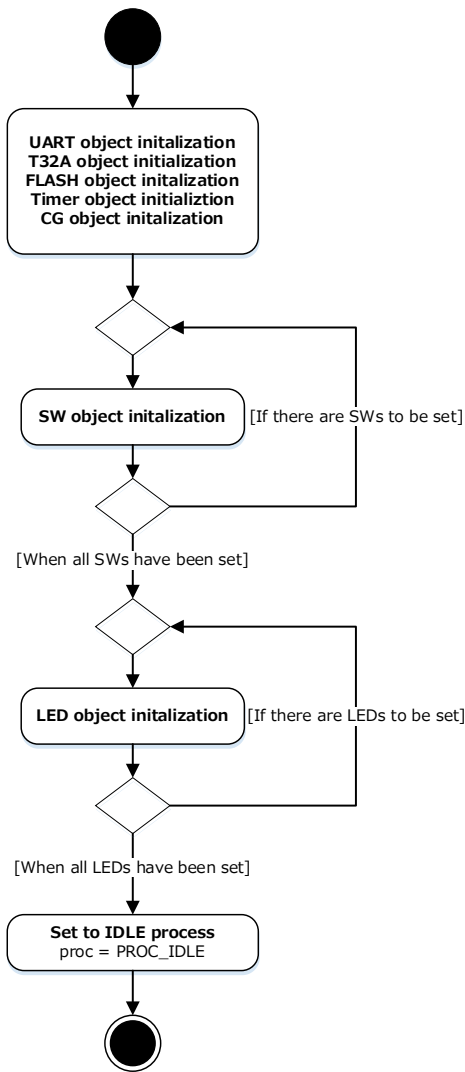 UART object initalization
T32A object initialization
FLASH object initalization
Timer object initializtion
CG object initalization
SW object initalization
[If there are SWs to be set]
[When all SWs have been set]
LED object initalization
[If there are LEDs to be set]
[When all LEDs have been set]
Set to IDLE process
proc = PROC_IDLE